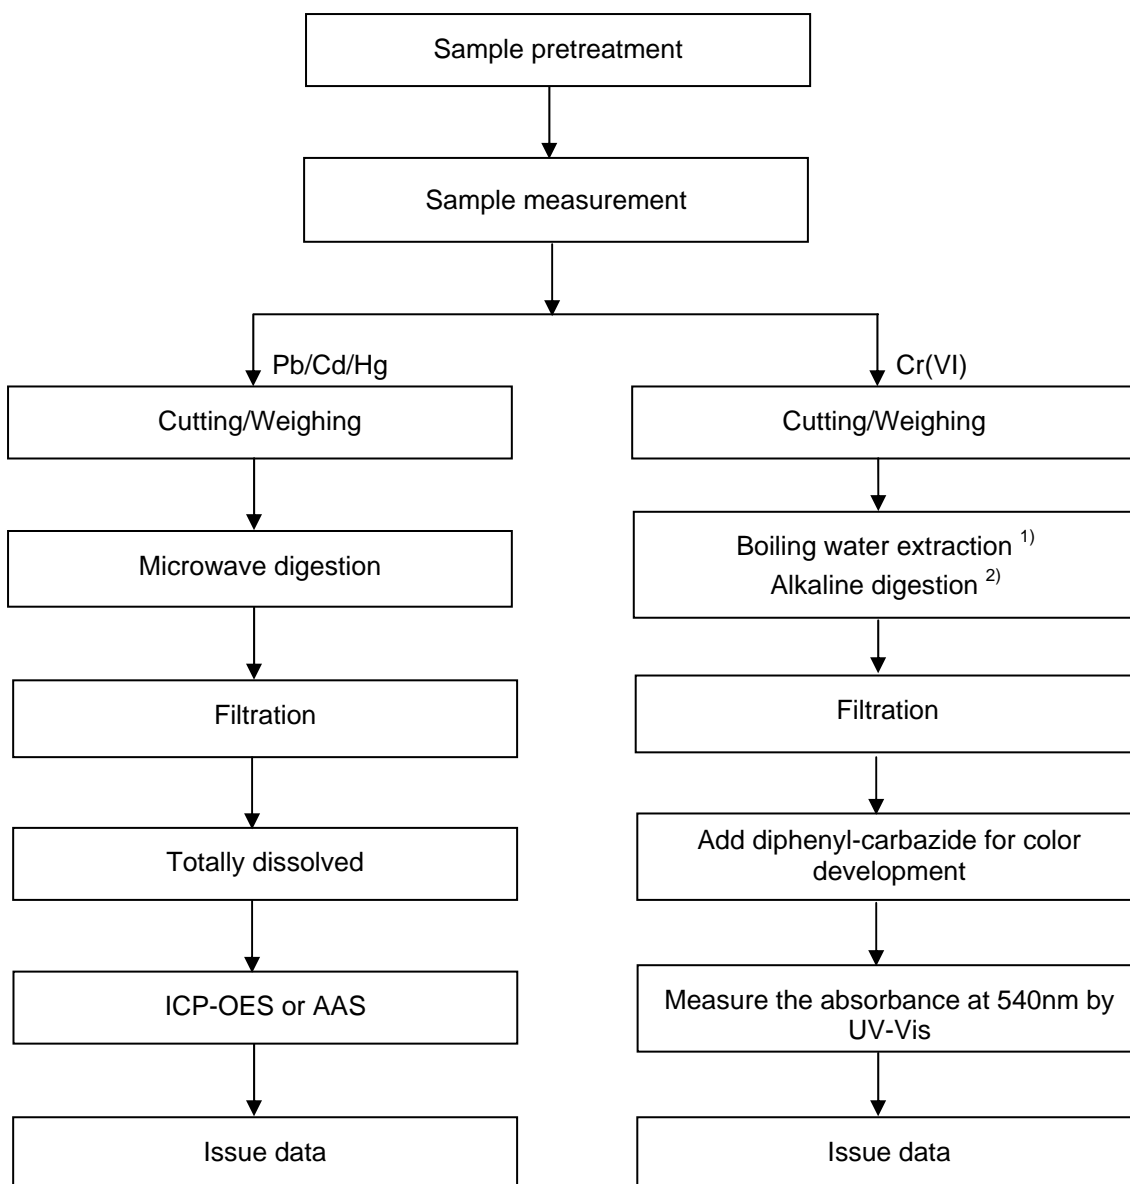 Sample pretreatment
Sample measurement
Pb/Cd/Hg
Cutting/Weighing
Microwave digestion
Filtration
Totally dissolved
ICP-OES or AAS
Issue data
Cr(VI)
Cutting/Weighing
Boiling water extraction 1)
Alkaline digestion 2)
Filtration
Add diphenyl-carbazide for color
development
Measure the absorbance at 540nm by
UV-Vis
Issue data